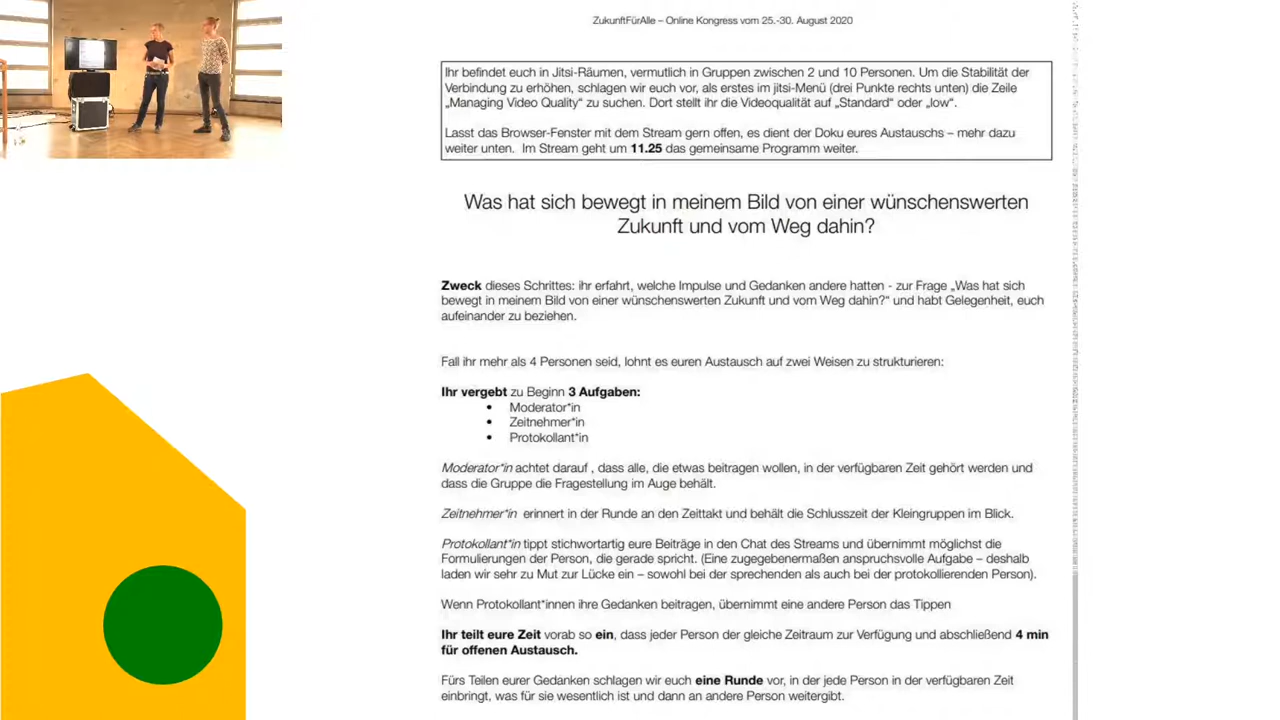 ZukunftFürAlle – Online Kongress vom 25.-30. August 2020
Ihr befindet euch in Jitsi-Räumen, vermutlich in Gruppen zwischen 2 und 10 Personen. Um die Stabilität der
Verbindung zu erhöhen, schlagen wir euch vor, als erstes im jitsi-Menü (drei Punkte rechts unten) die Zeile
„Managing Video Quality“ zu suchen. Dort stellt ihr die Videoqualität auf „Standard“ oder „low“.
Lasst das Browser-Fenster mit dem Stream gern offen, es dient der Doku eures Austauschs – mehr dazu
weiter unten. Im Stream geht um 11.25 das gemeinsame Programm weiter.
Was hat sich bewegt in meinem Bild von einer wünschenswerten
Zukunft und vom Weg dahin?
Zweck dieses Schrittes: ihr erfahrt, welche Impulse und Gedanken andere hatten - zur Frage „Was hat sich
bewegt in meinem Bild von einer wünschenswerten Zukunft und vom Weg dahin?“ und habt Gelegenheit, euch
aufeinander zu beziehen.
Fall ihr mehr als 4 Personen seid, lohnt es euren Austausch auf zwei Weisen zu strukturieren:
Ihr vergebt zu Beginn 3 Aufgaben:
• Moderator*in
• Zeitnehmer*in
• Protokollant*in
Moderator*in achtet darauf , dass alle, die etwas beitragen wollen, in der verfügbaren Zeit gehört werden und
dass die Gruppe die Fragestellung im Auge behält.
Zeitnehmer*in erinnert in der Runde an den Zeittakt und behält die Schlusszeit der Kleingruppen im Blick.
Protokollant*in tippt stichwortartig eure Beiträge in den Chat des Streams und übernimmt möglichst die
Formulierungen der Person, die gerade spricht. (Eine zugegebenermaßen anspruchsvolle Aufgabe – deshalb
laden wir sehr zu Mut zur Lücke ein – sowohl bei der sprechenden als auch bei der protokollierenden Person).
Wenn Protokollant*innen ihre Gedanken beitragen, übernimmt eine andere Person das Tippen
Ihr teilt eure Zeit vorab so ein, dass jeder Person der gleiche Zeitraum zur Verfügung und abschließend 4 min
für offenen Austausch.
Fürs Teilen eurer Gedanken schlagen wir euch eine Runde vor, in der jede Person in der verfügbaren Zeit
einbringt, was für sie wesentlich ist und dann an andere Person weitergibt.